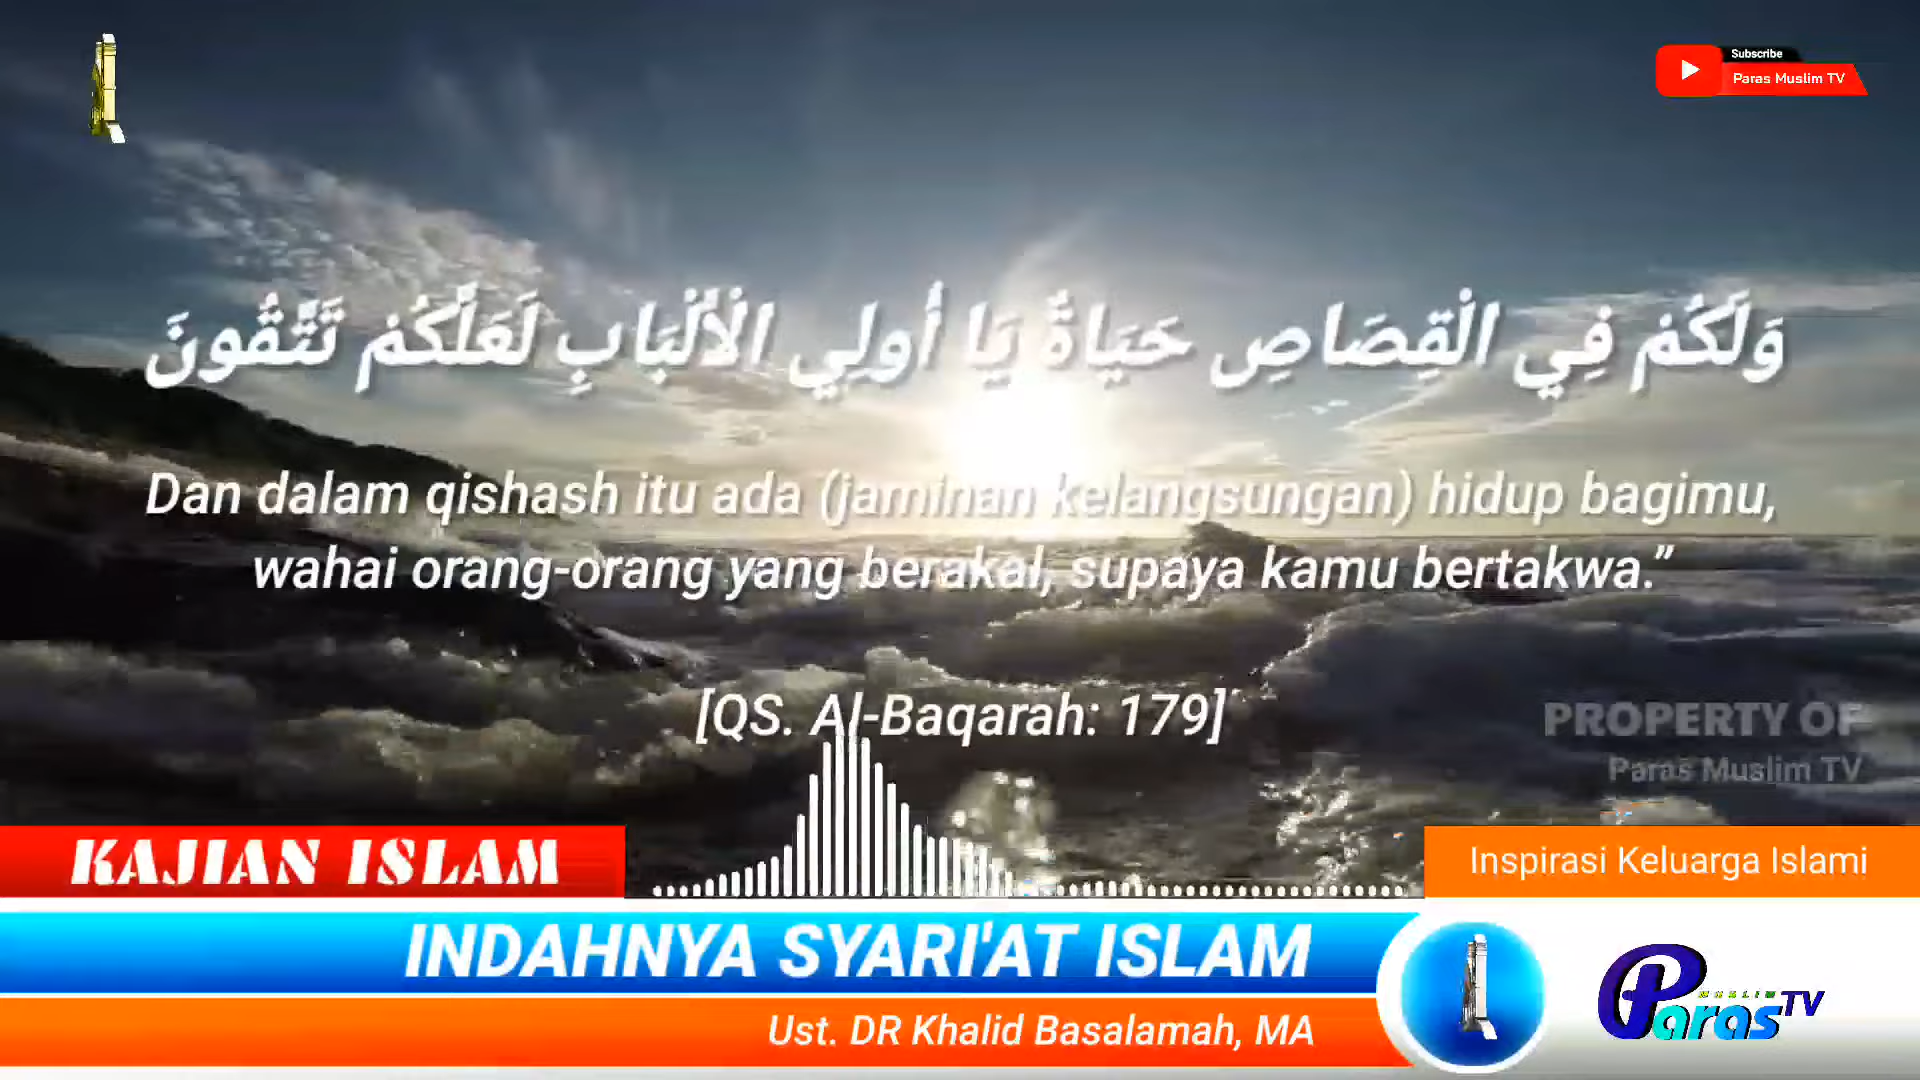 Subscribe
Paras Muslim TV
وَلَكُمْ فِي الْقِصَاصِ حَيَاةٌ يَا أُولِي الْأَلْبَابِ لَعَلَّكُمْ تَتَّقُونَ
Dan dalam qishash itu ada (jaminan kelangsungan) hidup bagimu,
wahai orang-orang yang berakal, supaya kamu bertakwa.”
[QS. Al-Baqarah: 179]
PROPERTY OF
Paras Muslim TV
KAJIAN ISLAM
Inspirasi Keluarga Islami
INDAHNYA SYARI'AT ISLAM
Ust. DR Khalid Basalamah, MA
Paras MUSLIM TV